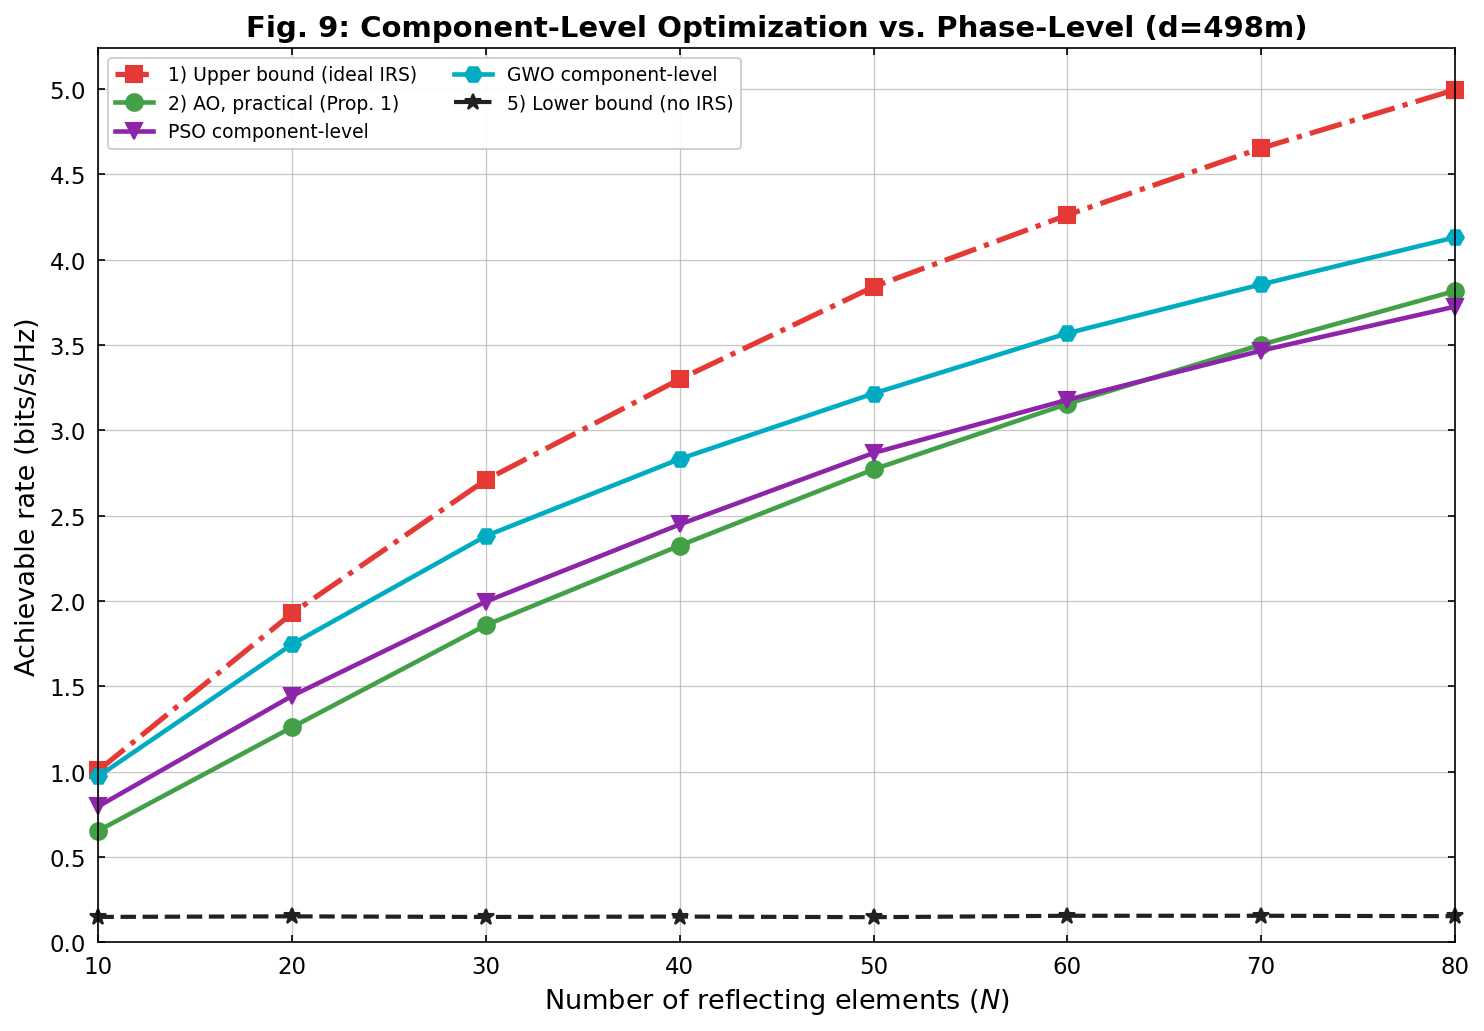 Fig. 9: Component-Level Optimization vs. Phase-Level (d=498m)
1) Upper bound (ideal IRS)
2) AO, practical (Prop. 1)
PSO component-level
GWO component-level
5) Lower bound (no IRS)
Achievable rate (bits/s/Hz)
5.0
4.5
4.0
3.5
3.0
2.5
2.0
1.5
1.0
0.5
0.0
10 20 30 40 50 60 70 80
Number of reflecting elements (N)